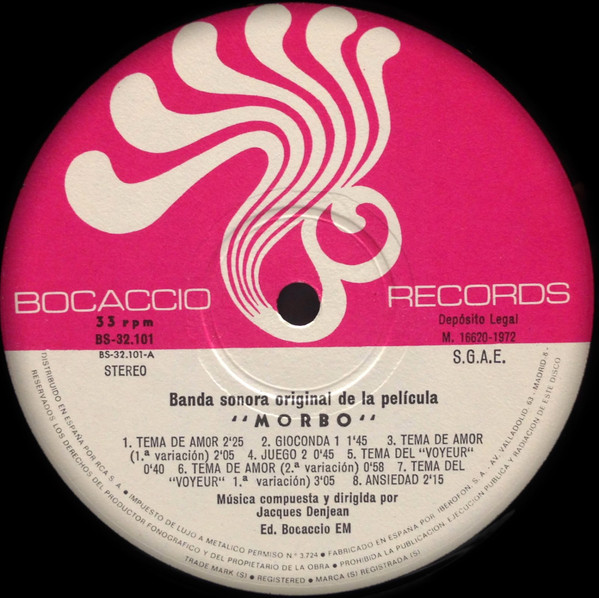 BOCACCIO RECORDS
33 rpm
BS-32.101
BS-32.101-A
STEREO
Depósito Legal
M. 16620-1972
S.G.A.E.
Banda sonora original de la película
"MORBO"
1. TEMA DE AMOR 2'25 2. GIOCONDA 1 1'45 3. TEMA DE AMOR
(1.ª variación) 2'05 4. JUEGO 2 0'35 5. TEMA DEL "VOYEUR"
0'40 6. TEMA DE AMOR (2.ª variación) 0'58 7. TEMA DEL
"VOYEUR" 1.ª variación) 3'05 8. ANSIEDAD 2'15
Música compuesta y dirigida por
Jacques Denjean
Ed. Bocaccio EM
DISTRIBUIDO EN ESPAÑA POR RCA S. A. ● IMPUESTO DE LUJO A METALICO PERMISO N.º 3.724 ● FABRICADO EN ESPAÑA POR IBEROFON, S. A. - AV. VALLADOLID, 63 - MADRID-8 -
RESERVADOS LOS DERECHOS DEL PRODUCTOR FONOGRAFICO Y DEL PROPIETARIO DE LA OBRA ● PROHIBIDA LA PUBLICACION, EJECUCION PUBLICA Y RADIACION DE ESTE DISCO
TRADE MARK (S) ● REGISTERED ● MARCA (S) REGISTRADA (S)